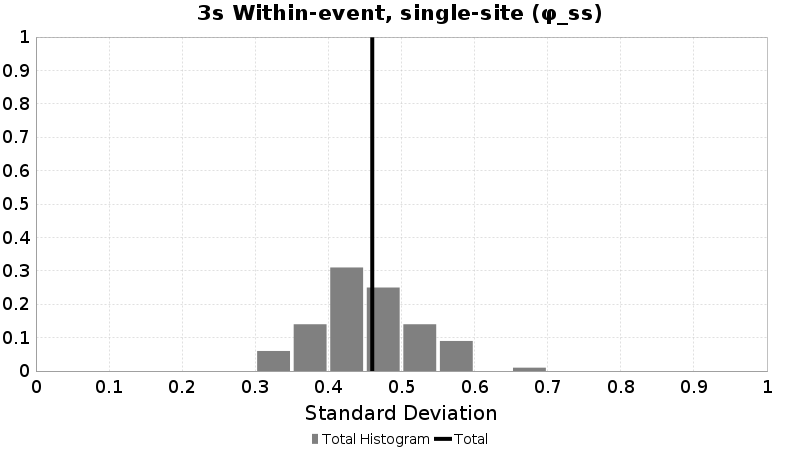 3s Within-event, single-site (φ_ss)
1
0.9
0.8
0.7
0.6
0.5
0.4
0.3
0.2
0.1
0
0 0.1 0.2 0.3 0.4 0.5 0.6 0.7 0.8 0.9 1
Standard Deviation
Total Histogram Total